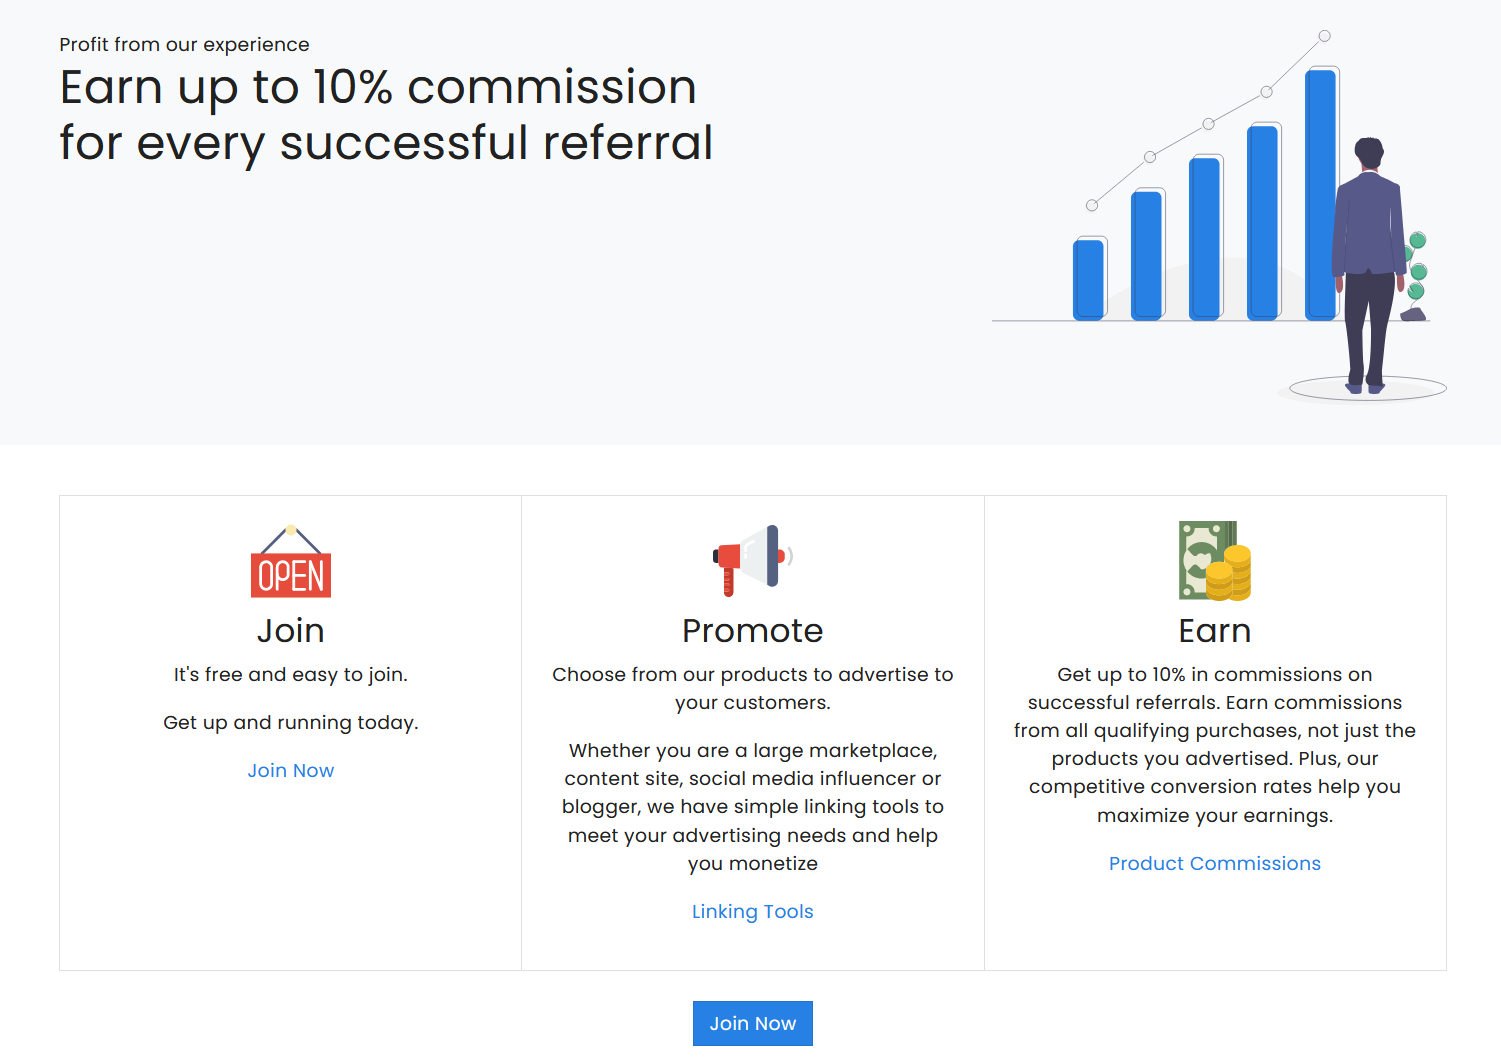 Profit from our experience
Earn up to 10% commission
for every successful referral
OPEN
Join
It's free and easy to join.
Get up and running today.
Join Now
Promote
Choose from our products to advertise to
your customers.
Whether you are a large marketplace,
content site, social media influencer or
blogger, we have simple linking tools to
meet your advertising needs and help
you monetize
Linking Tools
Earn
Get up to 10% in commissions on
successful referrals. Earn commissions
from all qualifying purchases, not just the
products you advertised. Plus, our
competitive conversion rates help you
maximize your earnings.
Product Commissions
Join Now